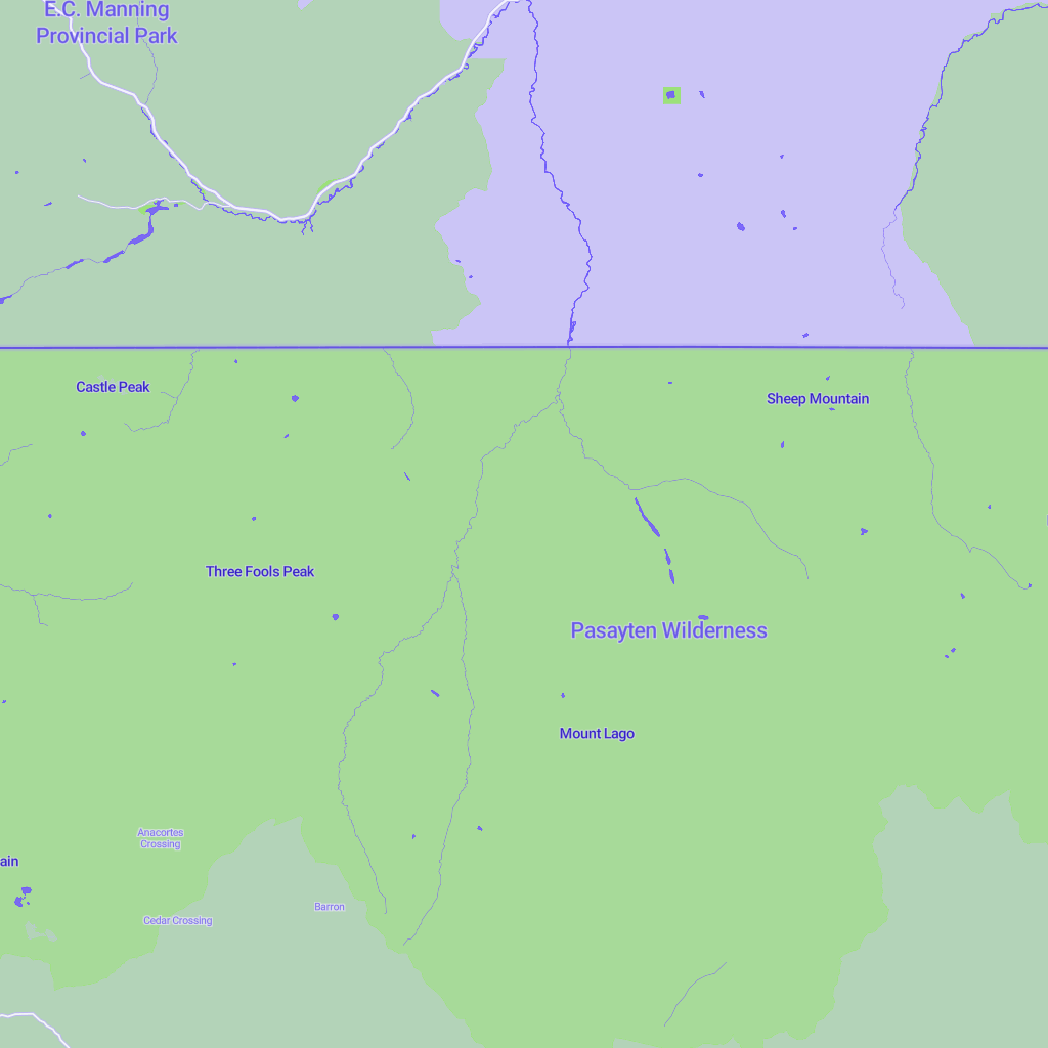 E.C. Manning
Provincial Park
Castle Peak
Sheep Mountain
Three Fools Peak
Pasayten Wilderness
Mount Lago
Anacortes
Crossing
ain
Barron
Cedar Crossing